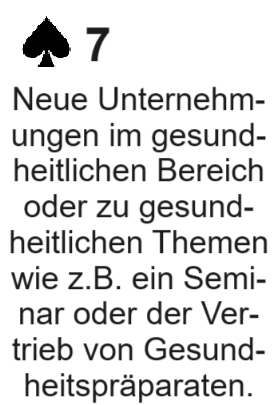 ♠ 7
Neue Unternehm-
ungen im gesund-
heitlichen Bereich
oder zu gesund-
heitlichen Themen
wie z.B. ein Semi-
nar oder der Ver-
trieb von Gesund-
heitspräparaten.